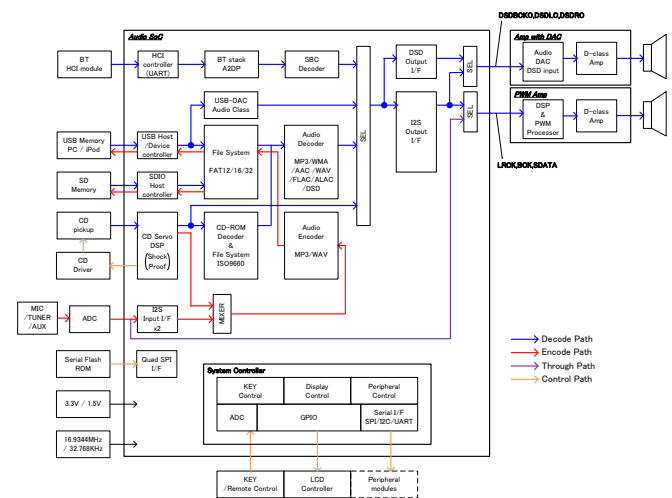 DSDBCKO,DSDLO,DSDRO
Audio SoC
Amp with DAC
BT
HCI module
HCI
controller
(UART)
BT stack
A2DP
SBC
Decoder
SEL
DSD
Output
I/F
SEL
Audio
DAC
DSD input
D-class
Amp
USB-DAC
Audio Class
I2S
Output
I/F
SEL
PWM Amp
DSP
&
PWM
Processor
D-class
Amp
USB Memory
PC / iPod
USB Host
/Device
controller
File System
FAT12/16/32
Audio
Decoder
MP3/WMA
/AAC /WAV
/FLAC/ALAC
/DSD
LRCK,BCK,SDATA
SD
Memory
SDIO
Host
controller
CD
pickup
CD Servo
DSP
(Shock
Proof)
CD-ROM
Decoder
&
File System
ISO9660
Audio
Encoder
MP3/WAV
CD
Driver
MIC
/TUNER
/AUX
ADC
I2S
Input I/F
x2
MIXER
Decode Path
Encode Path
Through Path
Control Path
Serial Flash
ROM
Quad SPI
I/F
System Controller
KEY
Control
Display
Control
Peripheral
Control
ADC
GPIO
Serial I/F
SPI/I2C/UART
3.3V / 1.5V
16.9344MHz
/ 32.768KHz
KEY
/Remote Control
LCD
Controller
Peripheral
modules